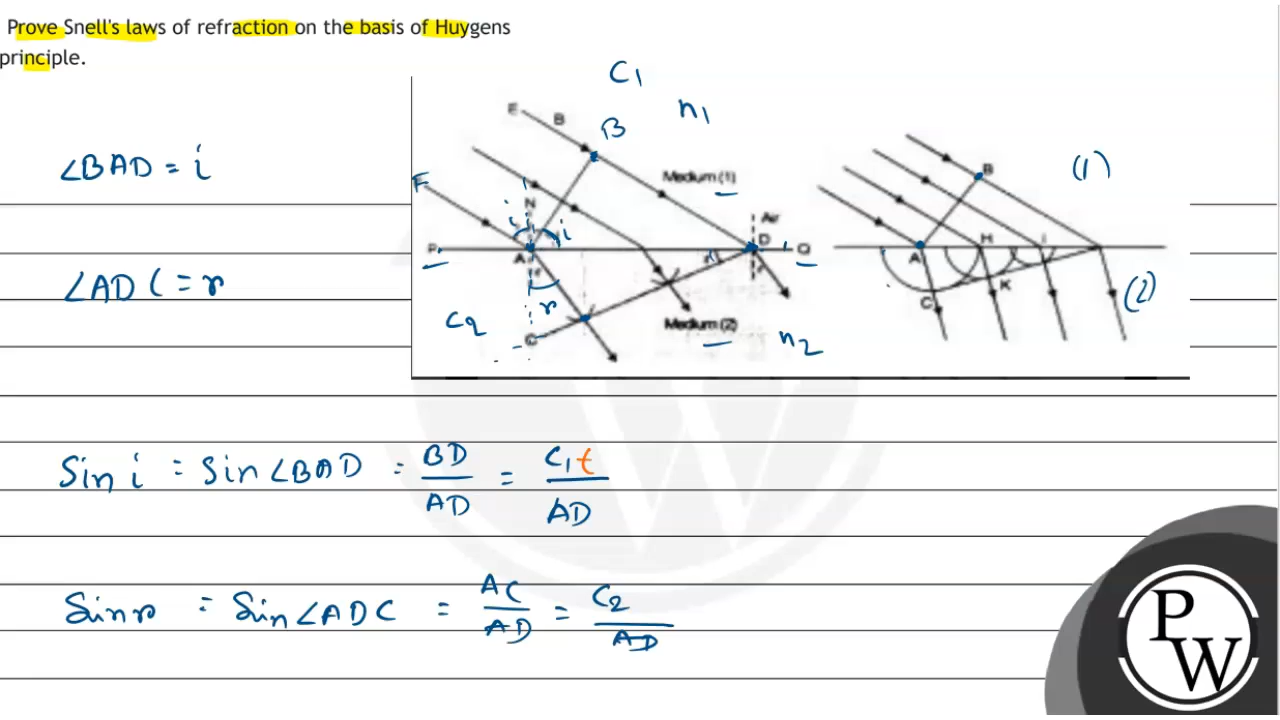 Prove Snell's laws of refraction on the basis of Huygens
principle.
C1
n1
E
B
B
∠BAD = i
Medium (1)
(1)
B
F
N
i
i
Air
P
A
D
Q
A
H
I
r
∠ADC = r
r
K
(2)
C
C2
Medium (2)
n2
C
Sin i = Sin ∠BAD = BD/AD = C1t/AD
Sin r = Sin ∠ADC = AC/AD = C2/AD
P
W